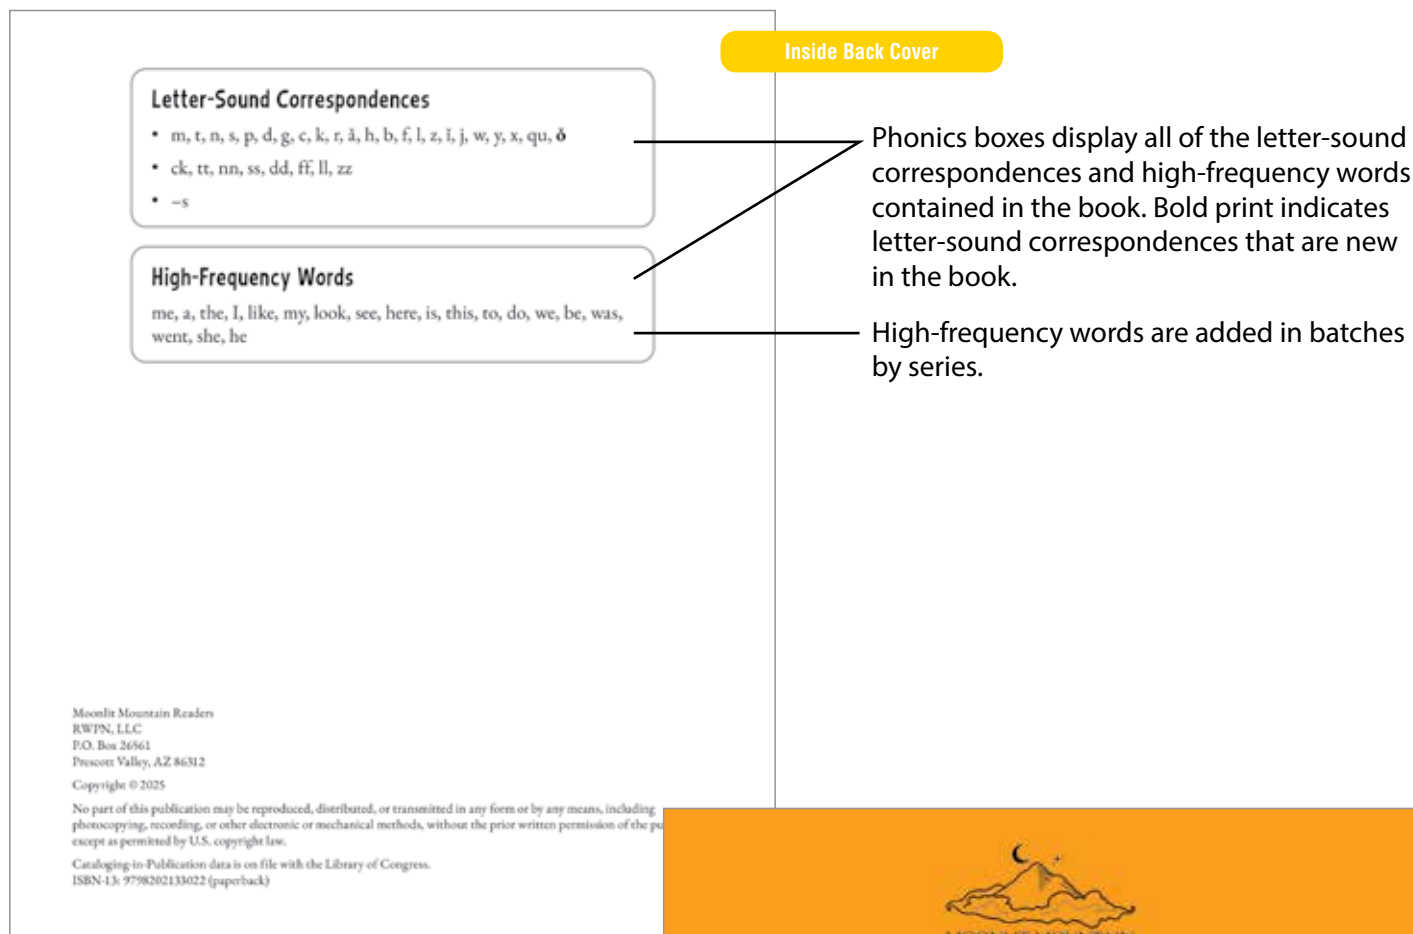 Inside Back Cover
Letter-Sound Correspondences
• m, t, n, s, p, d, g, c, k, r, ă, h, b, f, l, z, ĭ, j, w, y, x, qu, ŏ
• ck, tt, nn, ss, dd, ff, ll, zz
• –s
High-Frequency Words
me, a, the, I, like, my, look, see, here, is, this, to, do, we, be, was,
went, she, he
Phonics boxes display all of the letter-sound
correspondences and high-frequency words
contained in the book. Bold print indicates
letter-sound correspondences that are new
in the book.
High-frequency words are added in batches
by series.
Moonlit Mountain Readers
RWPN, LLC
P.O. Box 26561
Prescott Valley, AZ 86312
Copyright © 2025
No part of this publication may be reproduced, distributed, or transmitted in any form or by any means, including
photocopying, recording, or other electronic or mechanical methods, without the prior written permission of the pu
except as permitted by U.S. copyright law.
Cataloging-in-Publication data is on file with the Library of Congress.
ISBN-13: 9798202133022 (paperback)
MOONLIT MOUNTAIN